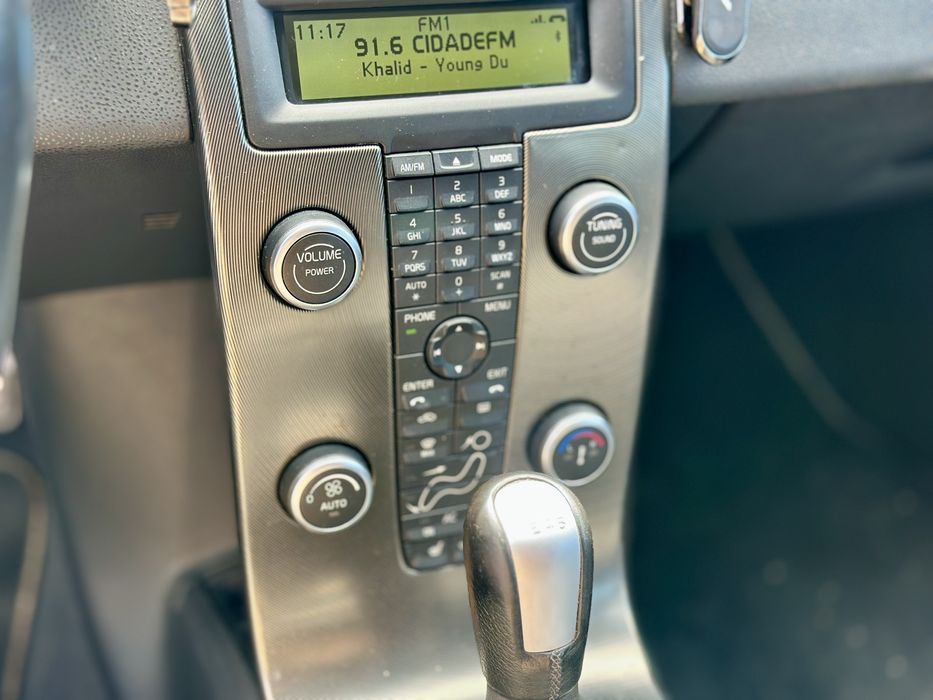 11:17 FM1
91.6 CIDADEFM
Khalid - Young Du
AM/FM
MODE
1
2 ABC
3 DEF
4 GHI
.5. JKL
6 MNO
7 PQRS
8 TUV
9 WXYZ
AUTO *
0 +
SCAN #
PHONE
MENU
ENTER
EXIT
VOLUME
POWER
TUNING
SOUND
0
AUTO